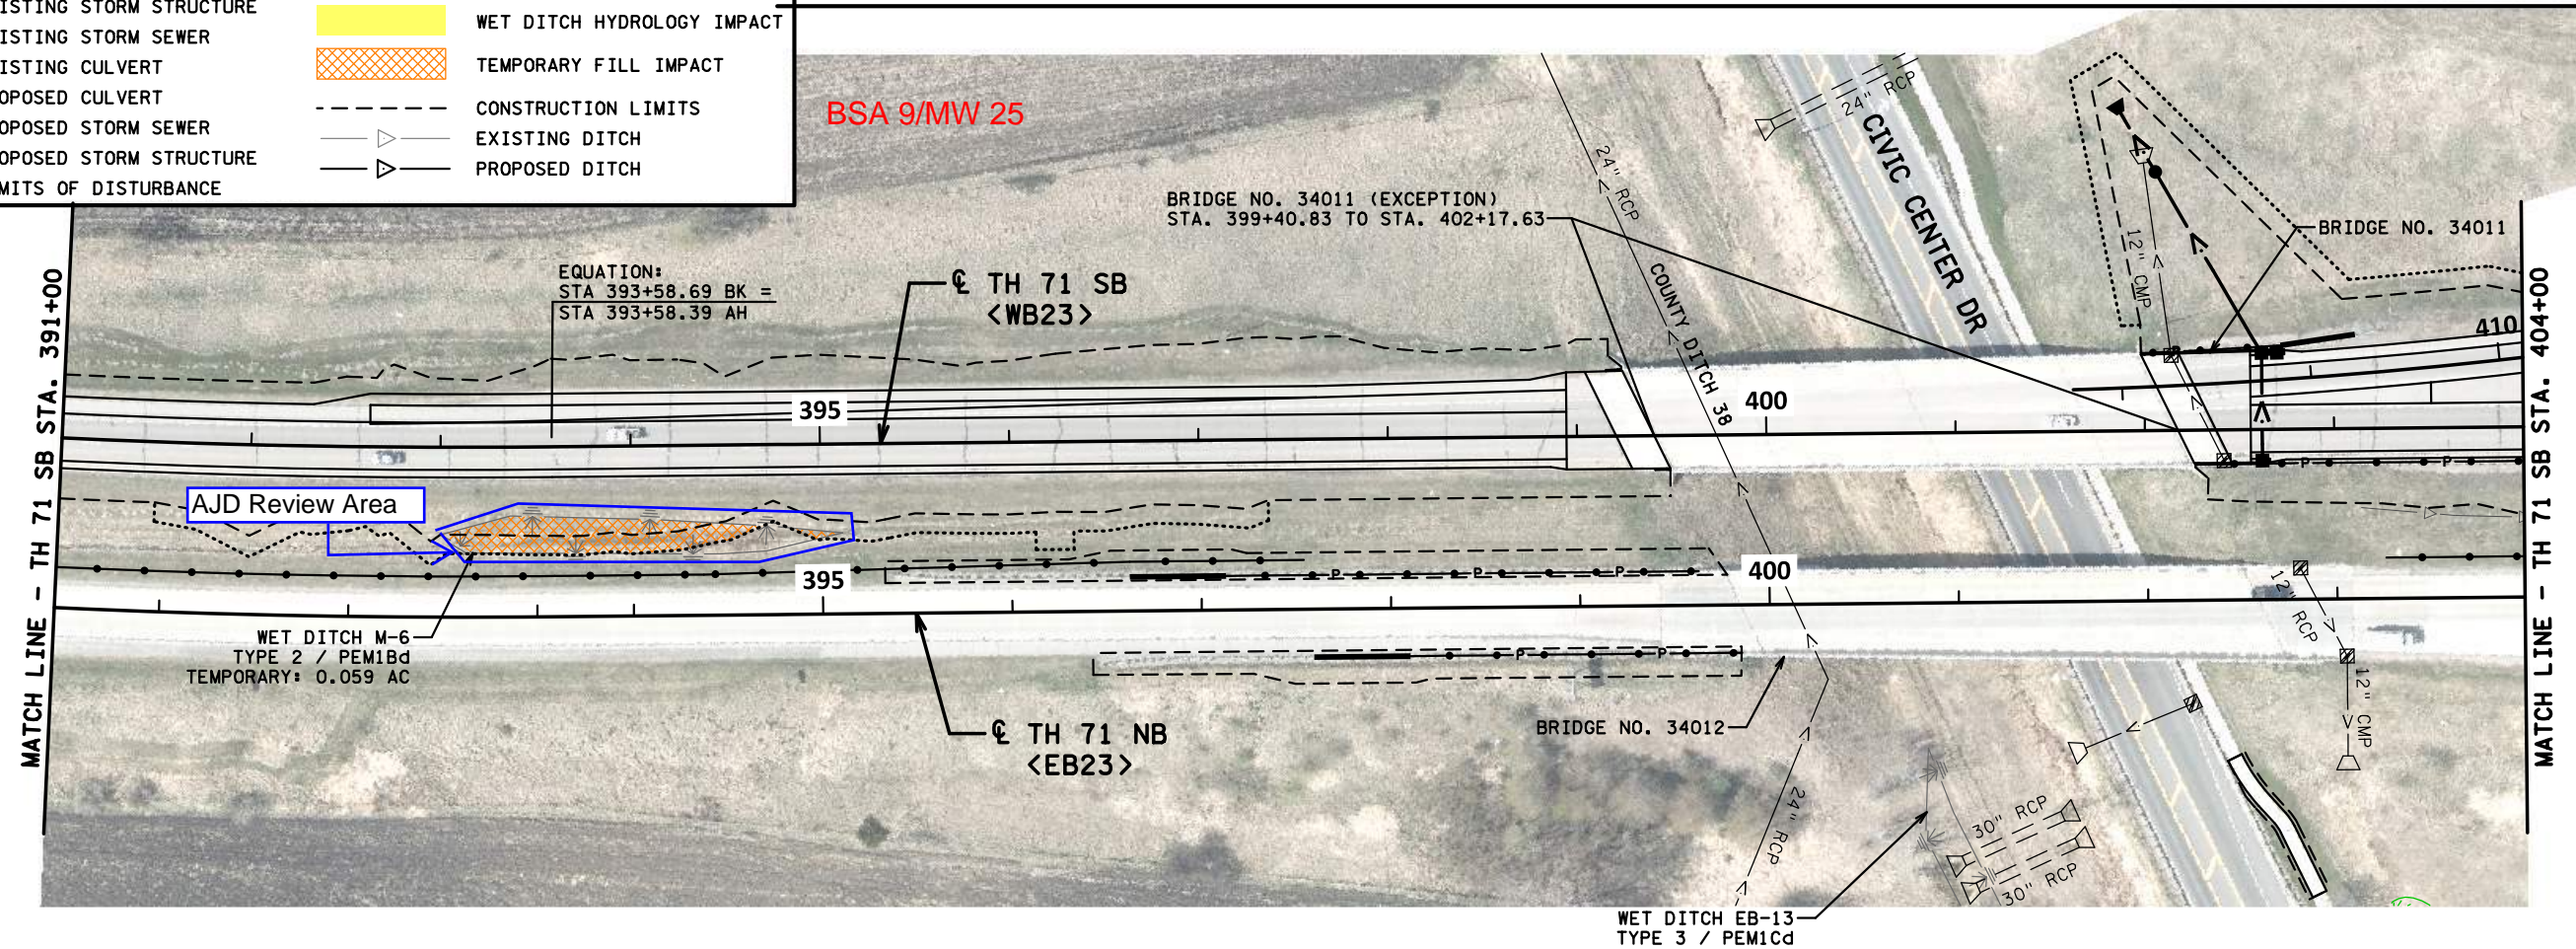 ISTING STORM STRUCTURE
ISTING STORM SEWER
ISTING CULVERT
OPOSED CULVERT
OPOSED STORM SEWER
OPOSED STORM STRUCTURE
MITS OF DISTURBANCE
WET DITCH HYDROLOGY IMPACT
TEMPORARY FILL IMPACT
CONSTRUCTION LIMITS
EXISTING DITCH
PROPOSED DITCH
BSA 9/MW 25
24" RCP
CIVIC CENTER DR
24" RCP
BRIDGE NO. 34011 (EXCEPTION)
STA. 399+40.83 TO STA. 402+17.63
12" CMP
BRIDGE NO. 34011
EQUATION:
STA 393+58.69 BK =
STA 393+58.39 AH
℄ TH 71 SB
<WB23>
COUNTY DITCH 38
410
395
400
MATCH LINE - TH 71 SB STA. 391+00
MATCH LINE - TH 71 SB STA. 404+00
P
P
AJD Review Area
395
400
P
P
P
12" RCP
WET DITCH M-6
TYPE 2 / PEM1Bd
TEMPORARY: 0.059 AC
P
P
12" CMP
℄ TH 71 NB
<EB23>
BRIDGE NO. 34012
24" RCP
30" RCP
30" RCP
WET DITCH EB-13
TYPE 3 / PEM1Cd